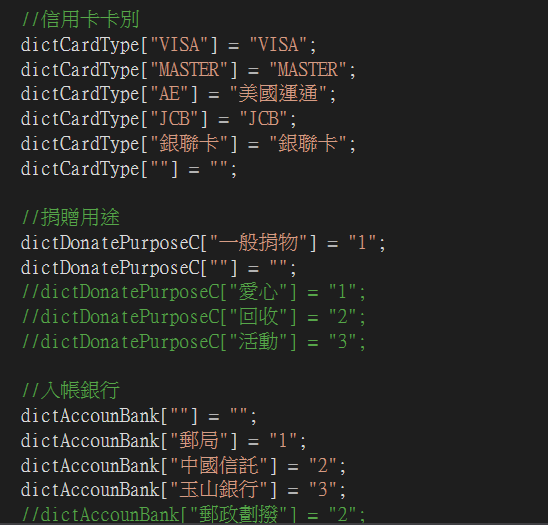 //信用卡卡別
dictCardType["VISA"] = "VISA";
dictCardType["MASTER"] = "MASTER";
dictCardType["AE"] = "美國運通";
dictCardType["JCB"] = "JCB";
dictCardType["銀聯卡"] = "銀聯卡";
dictCardType[""] = "";
//捐贈用途
dictDonatePurposeC["一般捐物"] = "1";
dictDonatePurposeC[""] = "";
//dictDonatePurposeC["愛心"] = "1";
//dictDonatePurposeC["回收"] = "2";
//dictDonatePurposeC["活動"] = "3";
//入帳銀行
dictAccounBank[""] = "";
dictAccounBank["郵局"] = "1";
dictAccounBank["中國信託"] = "2";
dictAccounBank["玉山銀行"] = "3";
//dictAccounBank["郵政劃撥"] = "2";